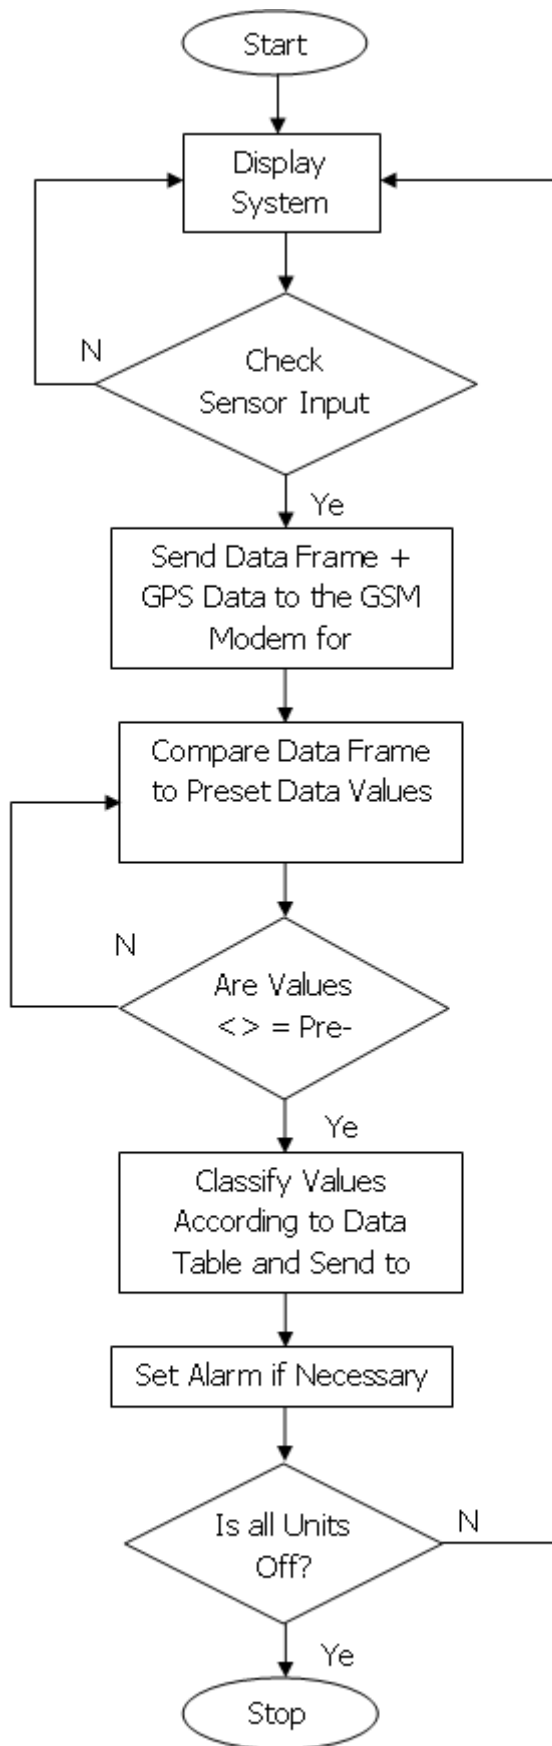 Start
Display
System
N
Check
Sensor Input
Ye
Send Data Frame +
GPS Data to the GSM
Modem for
Compare Data Frame
to Preset Data Values
N
Are Values
<> = Pre-
Ye
Classify Values
According to Data
Table and Send to
Set Alarm if Necessary
Is all Units
Off?
N
Ye
Stop